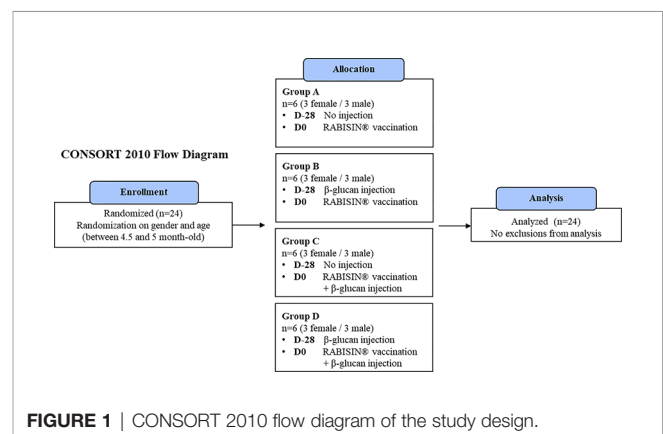 CONSORT 2010 Flow Diagram
Enrollment
Randomized (n=24)
Randomization on gender and age
(between 4.5 and 5 month-old)
Allocation
Group A
n=6 (3 female / 3 male)
• D-28 No injection
• D0 RABISIN® vaccination
Group B
n=6 (3 female / 3 male)
• D-28 β-glucan injection
• D0 RABISIN® vaccination
Group C
n=6 (3 female / 3 male)
• D-28 No injection
• D0 RABISIN® vaccination
+ β-glucan injection
Group D
n=6 (3 female / 3 male)
• D-28 β-glucan injection
• D0 RABISIN® vaccination
+ β-glucan injection
Analysis
Analyzed (n=24)
No exclusions from analysis
FIGURE 1 | CONSORT 2010 flow diagram of the study design.